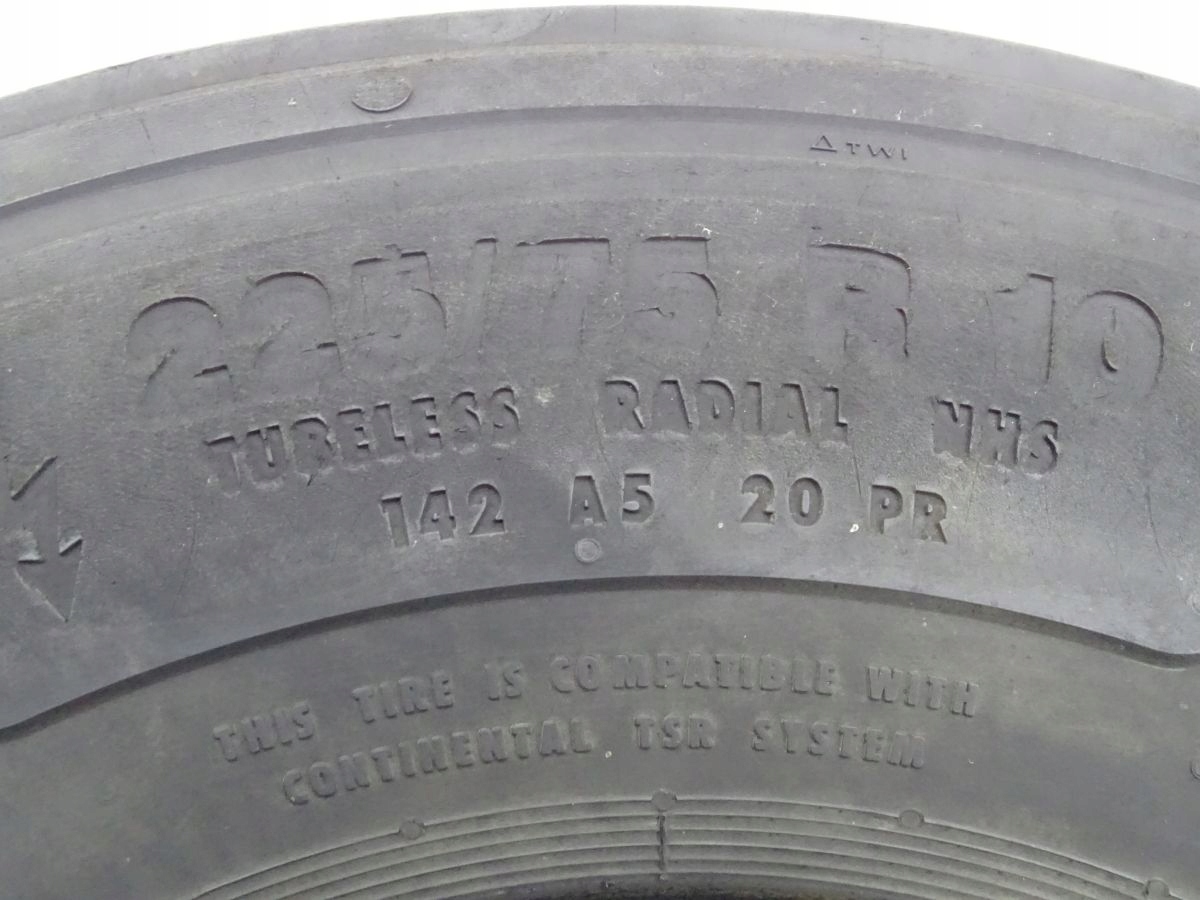 △ TWI
225/75 R 10
TUBELESS RADIAL NHS
142 A5 20 PR
THIS TIRE IS COMPATIBLE WITH
CONTINENTAL TSR SYSTEM